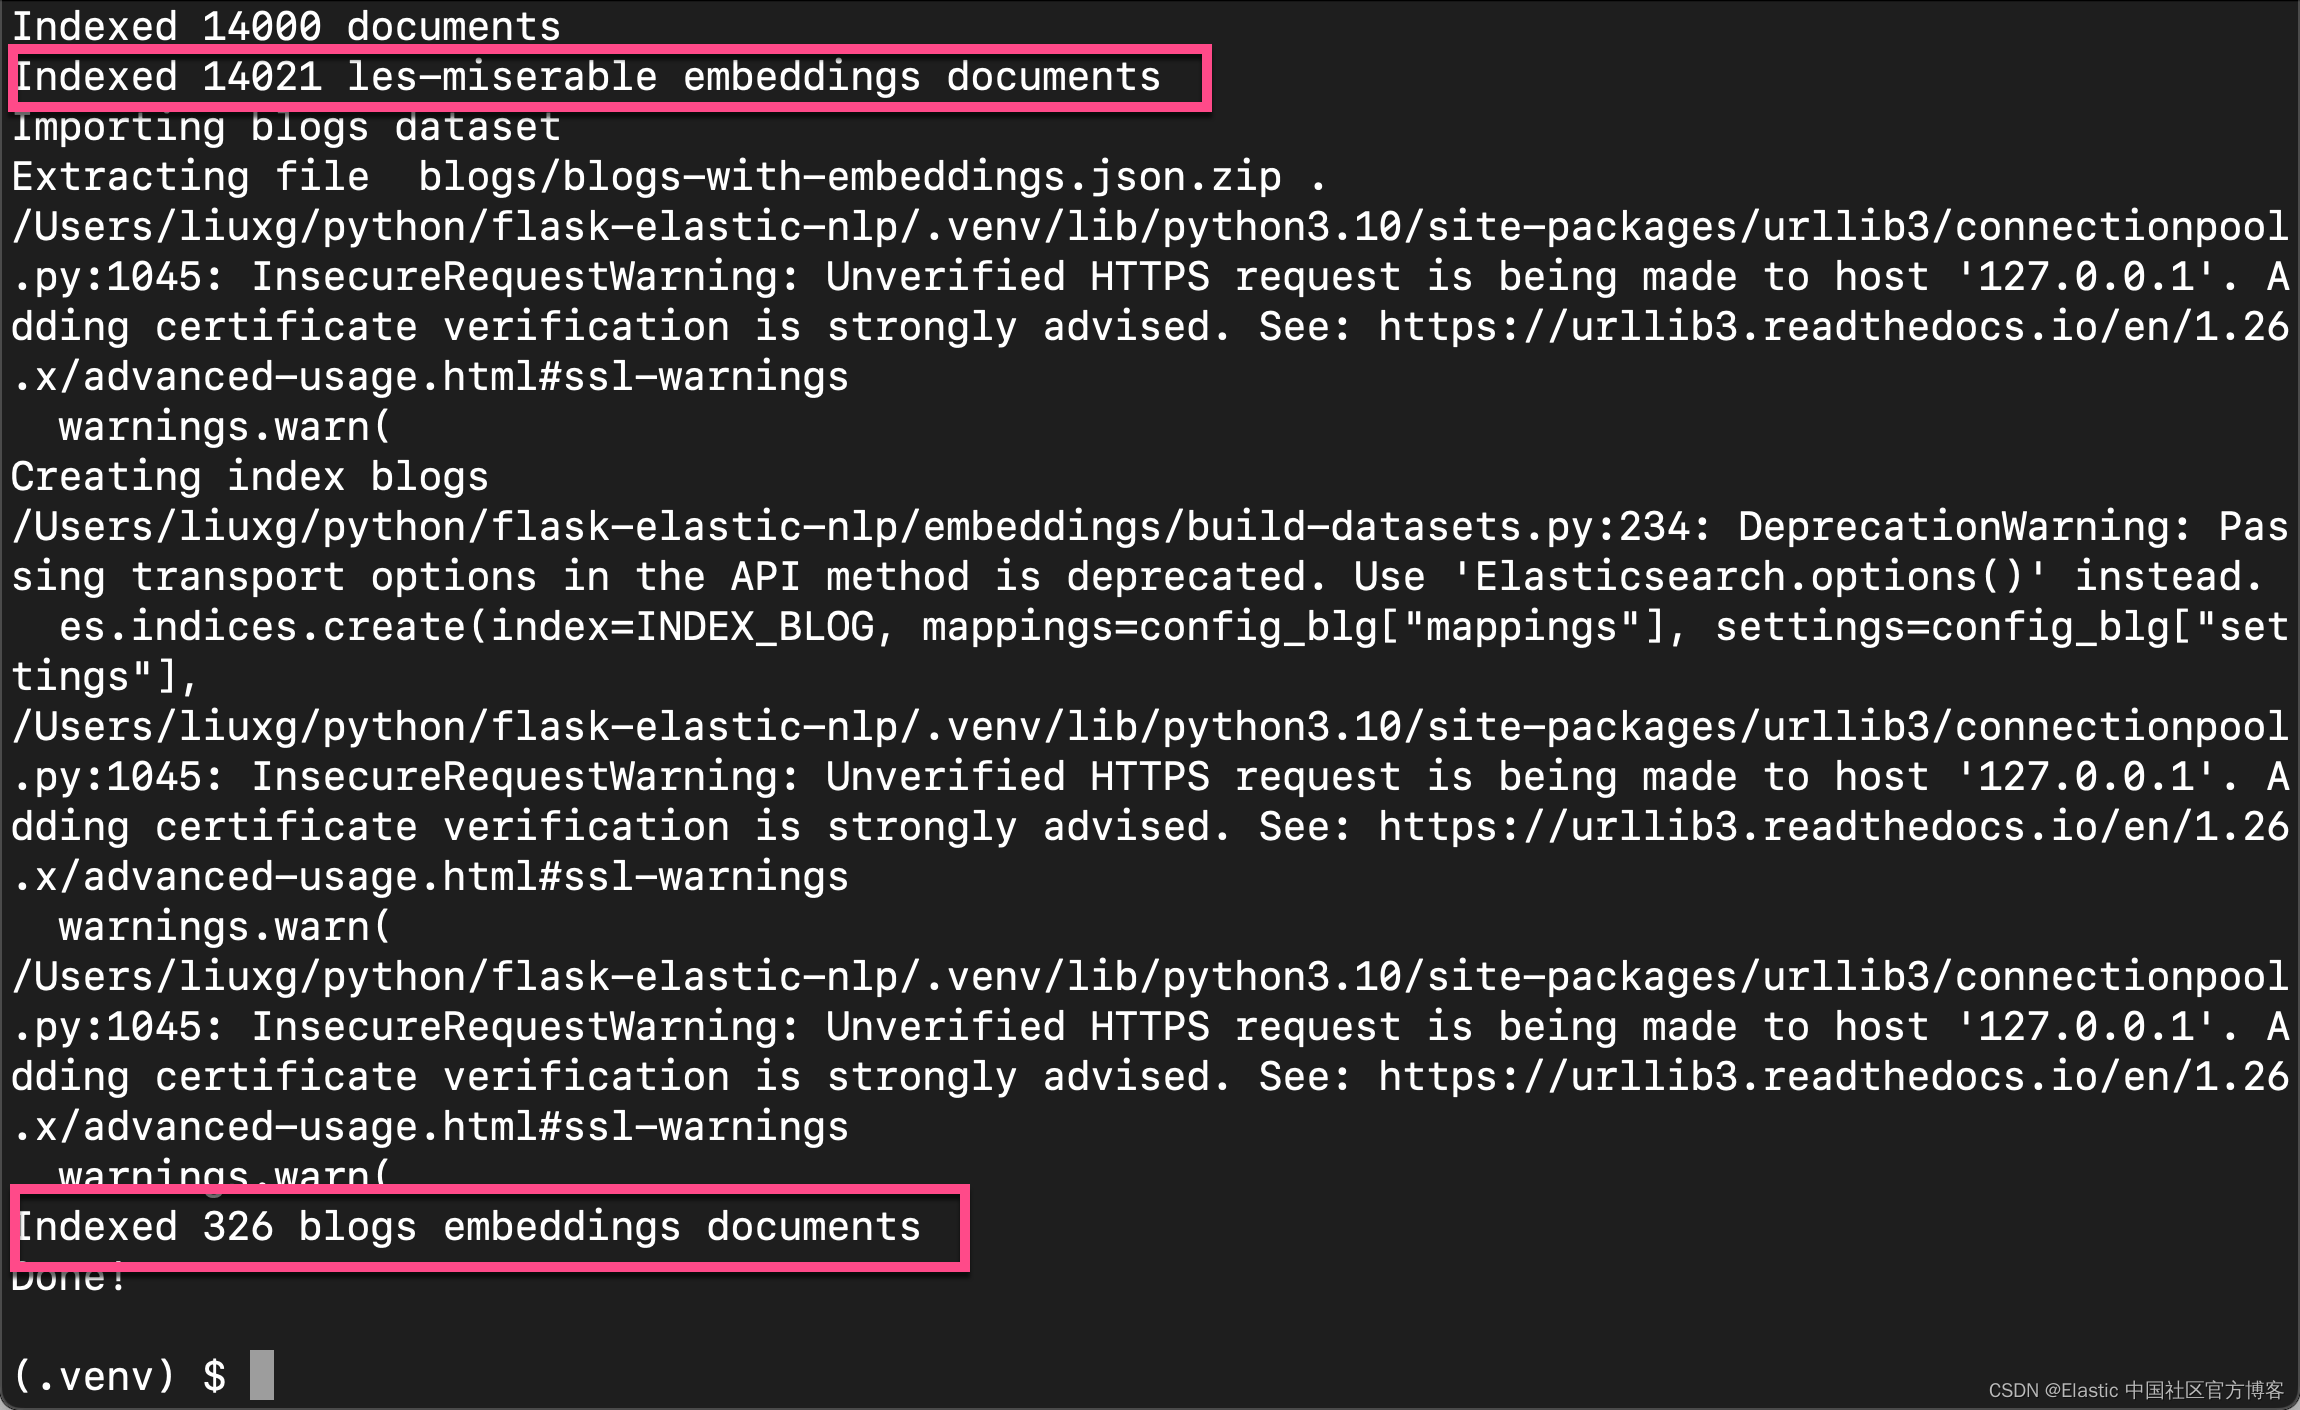 Indexed 14000 documents
Indexed 14021 les-miserable embeddings documents
Importing blogs dataset
Extracting file  blogs/blogs-with-embeddings.json.zip .
/Users/liuxg/python/flask-elastic-nlp/.venv/lib/python3.10/site-packages/urllib3/connectionpool
.py:1045: InsecureRequestWarning: Unverified HTTPS request is being made to host '127.0.0.1'. A
dding certificate verification is strongly advised. See: https://urllib3.readthedocs.io/en/1.26
.x/advanced-usage.html#ssl-warnings
  warnings.warn(
Creating index blogs
/Users/liuxg/python/flask-elastic-nlp/embeddings/build-datasets.py:234: DeprecationWarning: Pas
sing transport options in the API method is deprecated. Use 'Elasticsearch.options()' instead.
  es.indices.create(index=INDEX_BLOG, mappings=config_blg["mappings"], settings=config_blg["set
tings"],
/Users/liuxg/python/flask-elastic-nlp/.venv/lib/python3.10/site-packages/urllib3/connectionpool
.py:1045: InsecureRequestWarning: Unverified HTTPS request is being made to host '127.0.0.1'. A
dding certificate verification is strongly advised. See: https://urllib3.readthedocs.io/en/1.26
.x/advanced-usage.html#ssl-warnings
  warnings.warn(
/Users/liuxg/python/flask-elastic-nlp/.venv/lib/python3.10/site-packages/urllib3/connectionpool
.py:1045: InsecureRequestWarning: Unverified HTTPS request is being made to host '127.0.0.1'. A
dding certificate verification is strongly advised. See: https://urllib3.readthedocs.io/en/1.26
.x/advanced-usage.html#ssl-warnings
  warnings.warn(
Indexed 326 blogs embeddings documents
Done!
(.venv) $
CSDN @Elastic 中国社区官方博客